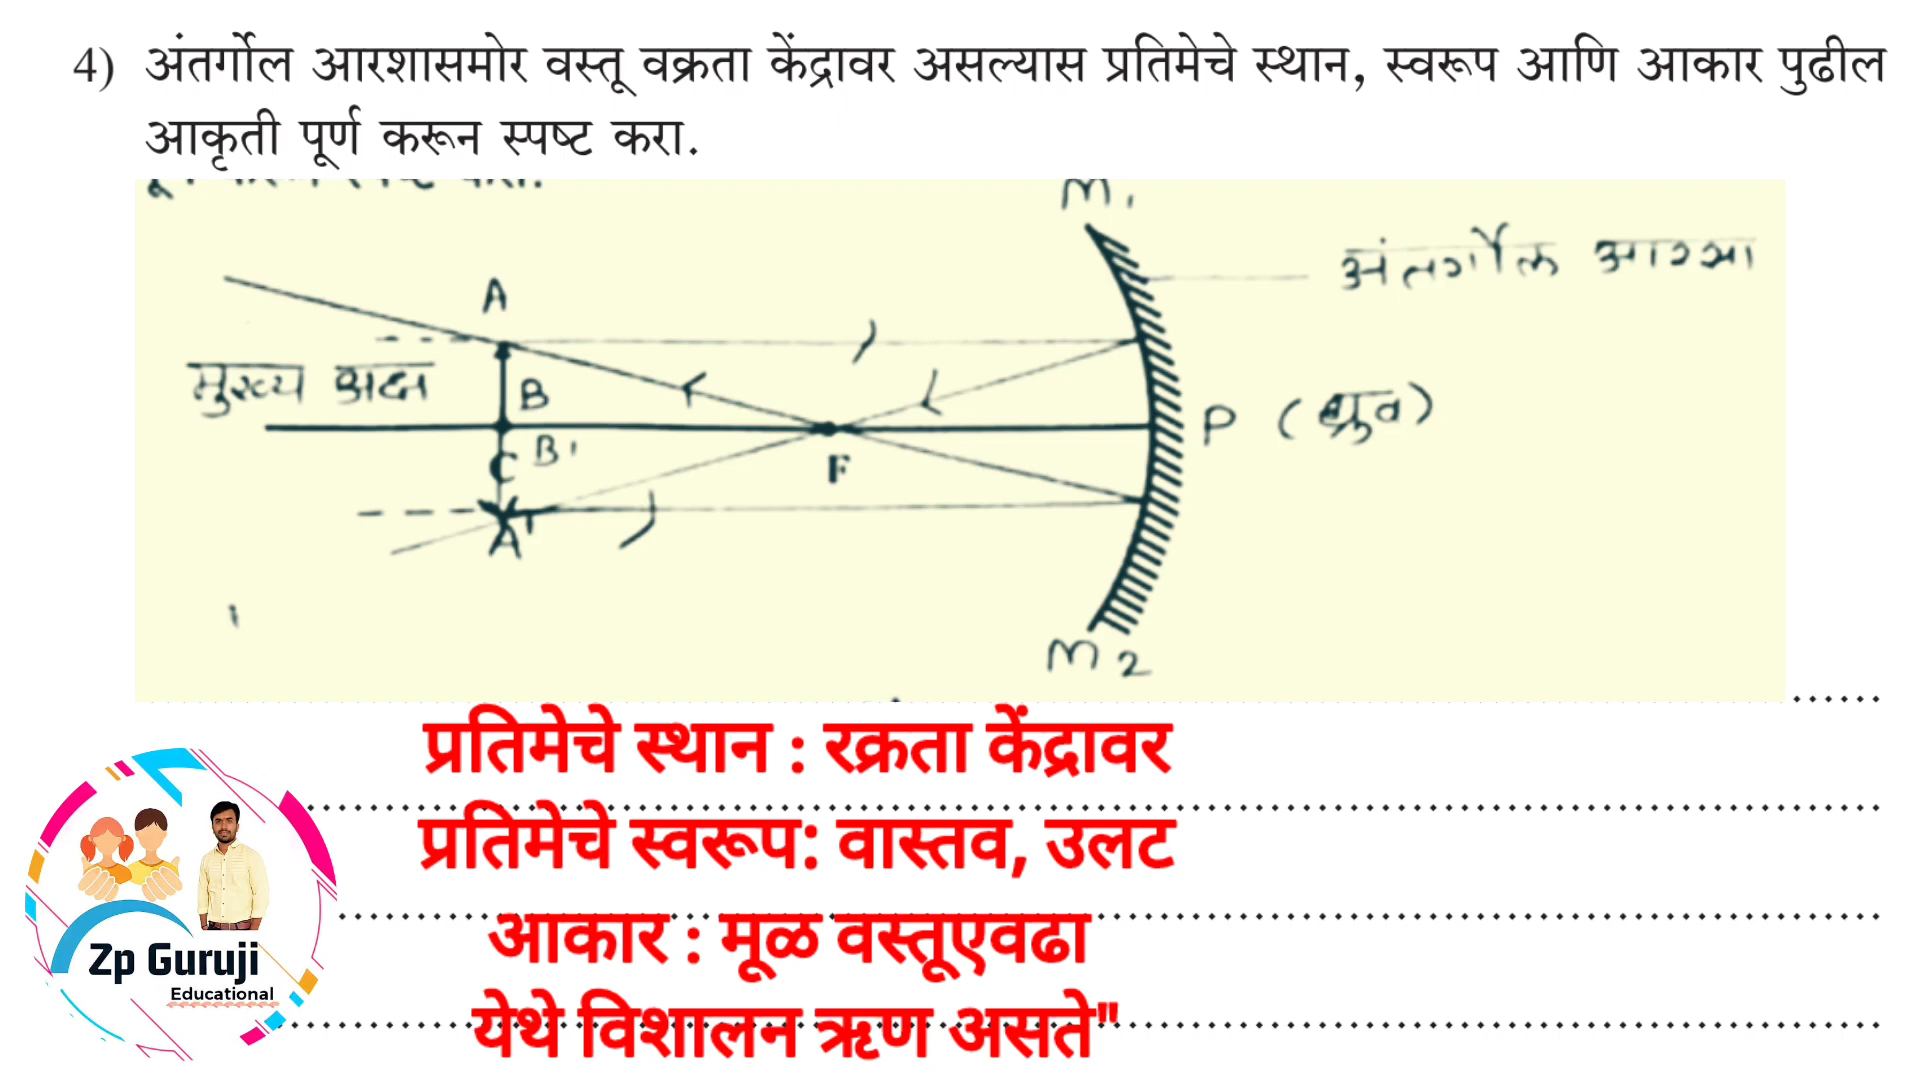 4) अंतर्गोल आरशासमोर वस्तू वक्रता केंद्रावर असल्यास प्रतिमेचे स्थान, स्वरूप आणि आकार पुढील
आकृती पूर्ण करून स्पष्ट करा.
M1
अंतर्गोल आरसा
A
मुख्य अक्ष
B
P (ध्रुव)
B'
C
F
A'
M2
प्रतिमेचे स्थान : रक्रता केंद्रावर
प्रतिमेचे स्वरूप: वास्तव, उलट
आकार : मूळ वस्तूएवढा
येथे विशालन ऋण असते"
Zp Guruji
Educational